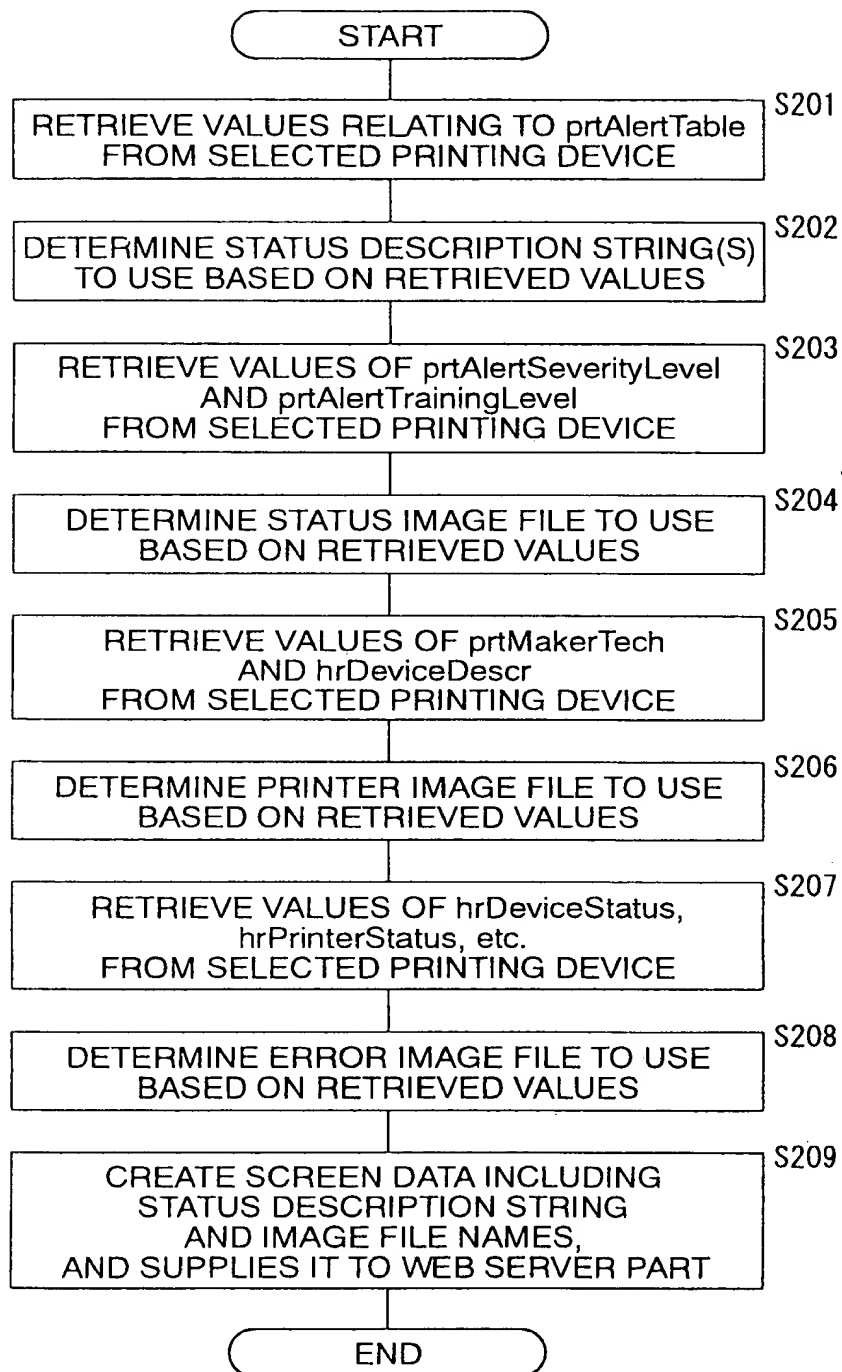 START
S201
RETRIEVE VALUES RELATING TO prtAlertTable
FROM SELECTED PRINTING DEVICE
S202
DETERMINE STATUS DESCRIPTION STRING(S)
TO USE BASED ON RETRIEVED VALUES
S203
RETRIEVE VALUES OF prtAlertSeverityLevel
AND prtAlertTrainingLevel
FROM SELECTED PRINTING DEVICE
S204
DETERMINE STATUS IMAGE FILE TO USE
BASED ON RETRIEVED VALUES
S205
RETRIEVE VALUES OF prtMakerTech
AND hrDeviceDescr
FROM SELECTED PRINTING DEVICE
S206
DETERMINE PRINTER IMAGE FILE TO USE
BASED ON RETRIEVED VALUES
S207
RETRIEVE VALUES OF hrDeviceStatus,
hrPrinterStatus, etc.
FROM SELECTED PRINTING DEVICE
S208
DETERMINE ERROR IMAGE FILE TO USE
BASED ON RETRIEVED VALUES
S209
CREATE SCREEN DATA INCLUDING
STATUS DESCRIPTION STRING
AND IMAGE FILE NAMES,
AND SUPPLIES IT TO WEB SERVER PART
END